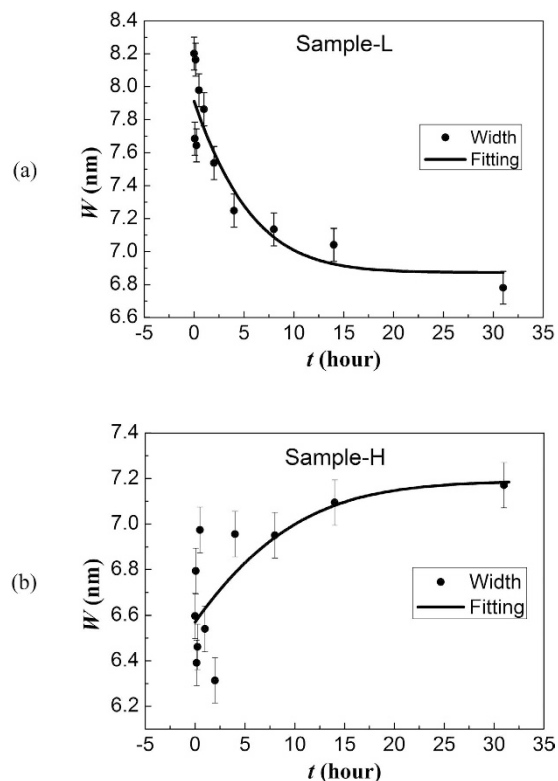 (a)
Sample-L
W (nm)
8.4
8.2
8.0
7.8
7.6
7.4
7.2
7.0
6.8
6.6
Width
Fitting
-5 0 5 10 15 20 25 30 35
t (hour)
(b)
Sample-H
W (nm)
7.4
7.2
7.0
6.8
6.6
6.4
6.2
Width
Fitting
-5 0 5 10 15 20 25 30 35
t (hour)